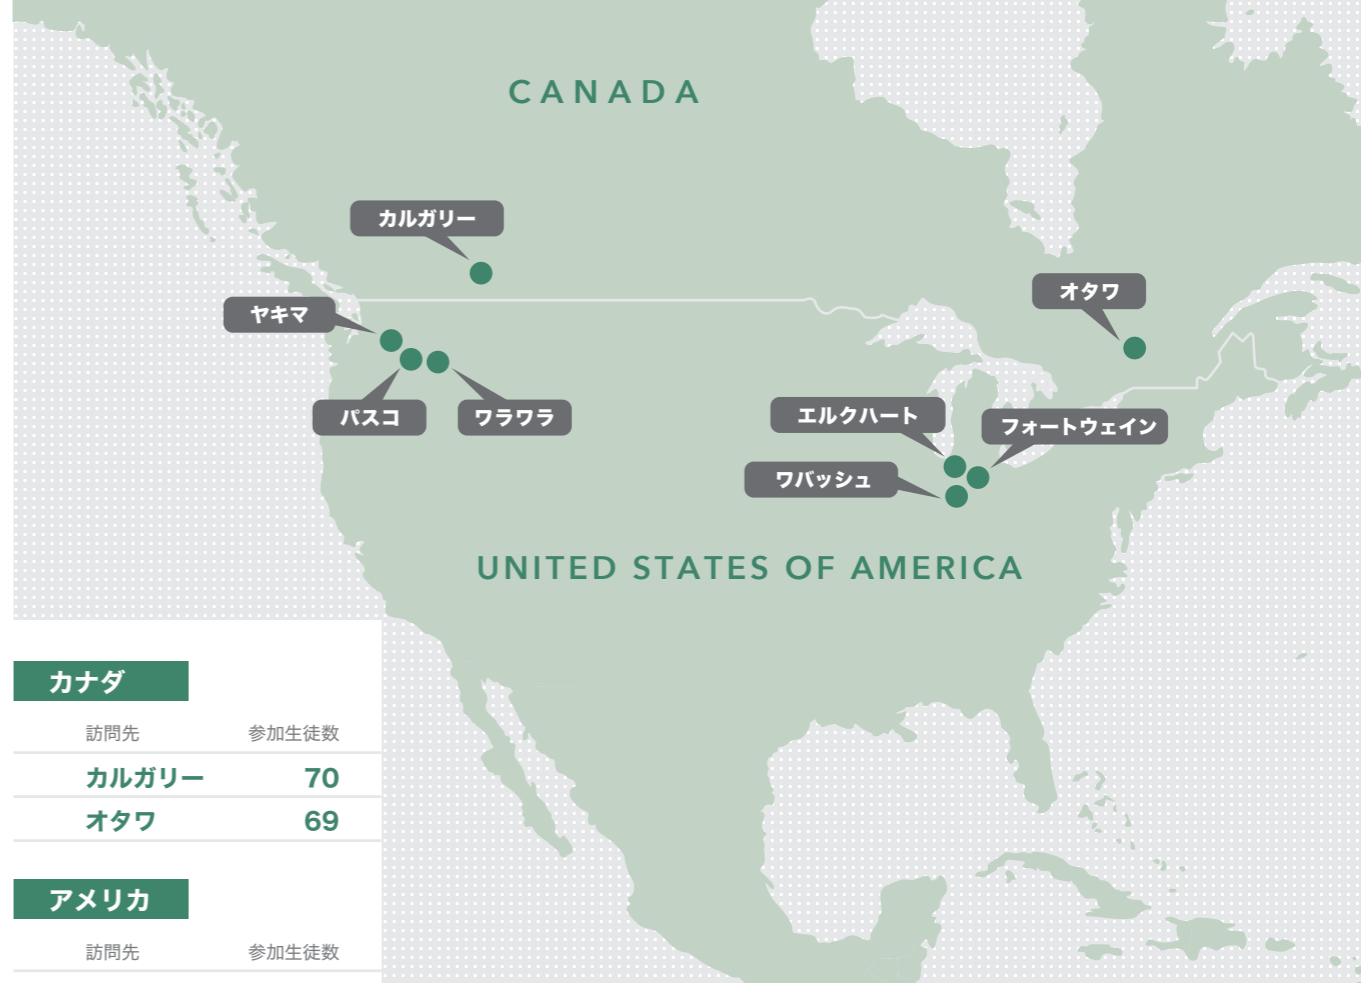 CANADA
カルガリー
オタワ
ヤキマ
パスコ
ワラワラ
エルクハート
フォートウェイン
ワバッシュ
UNITED STATES OF AMERICA
カナダ
訪問先 参加生徒数
カルガリー 70
オタワ 69
アメリカ
訪問先 参加生徒数